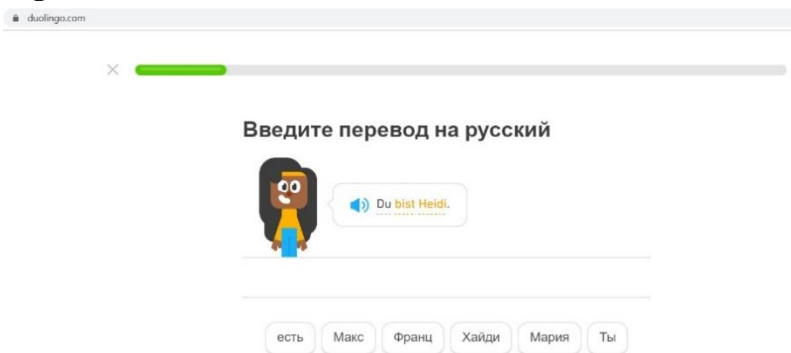 duolingo.com
Введите перевод на русский
Du bist Heidi.
есть Макс Франц Хайди Мария Ты